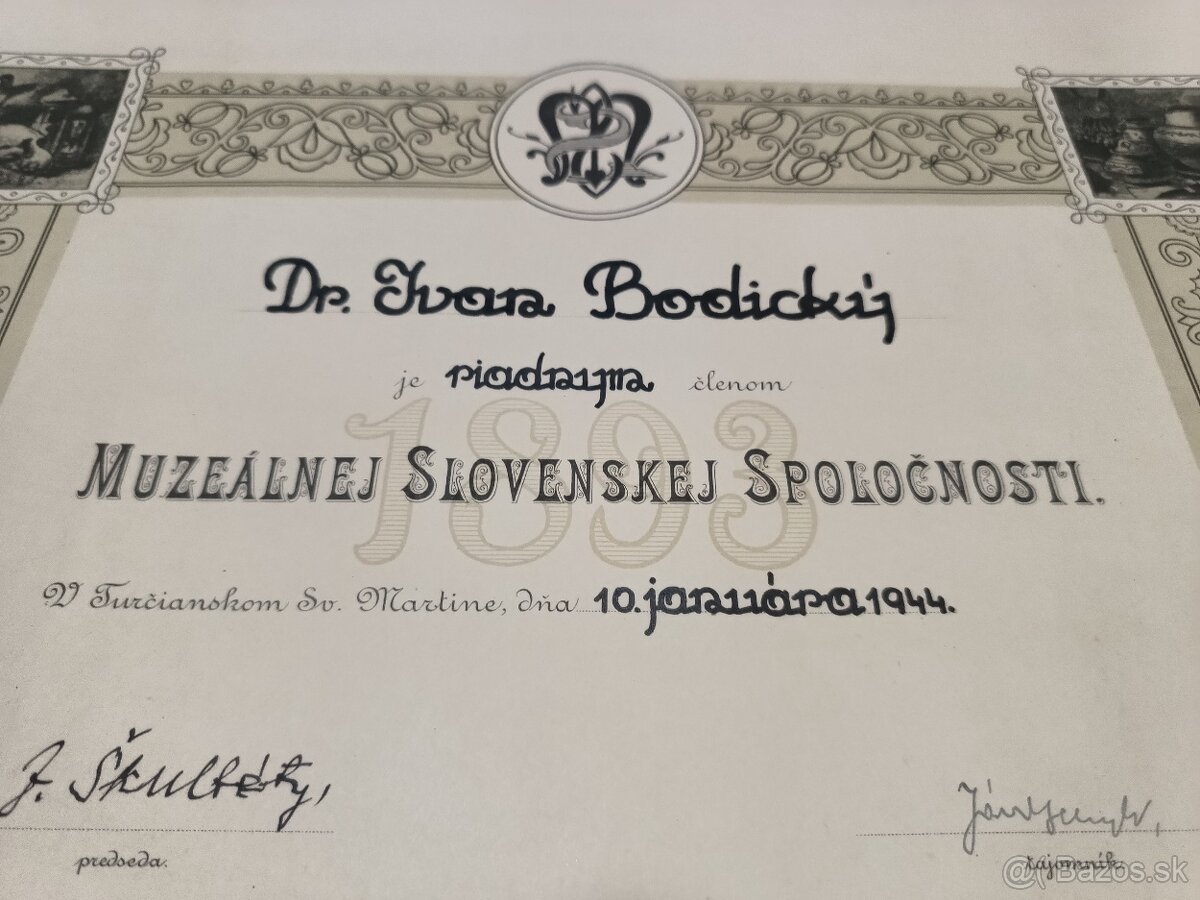 Dr. Ivan Bodický
je riadnym členom
1893
MUZEÁLNEJ SLOVENSKEJ SPOLOČNOSTI.
V Turčianskom Sv. Martine, dňa 10. januára 1944.
J. Škultéty,
predseda.
tajomník.
Bazos.sk